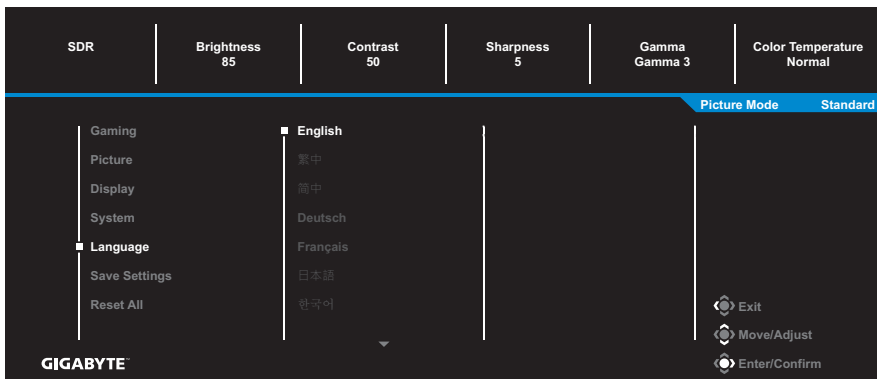 SDR
Brightness
85
Contrast
50
Sharpness
5
Gamma
Gamma 3
Color Temperature
Normal
Picture Mode Standard
Gaming
Picture
Display
System
Language
Save Settings
Reset All
English
繁中
簡中
Deutsch
Français
日本語
한국어
Exit
Move/Adjust
Enter/Confirm
GIGABYTE™